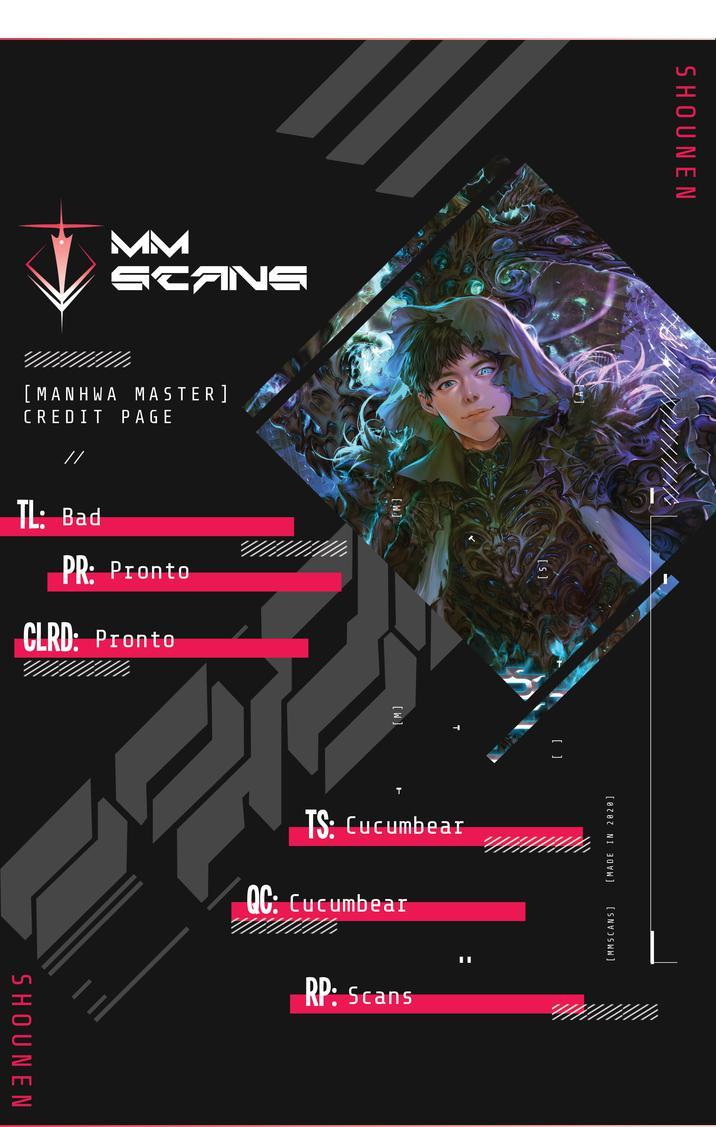 SHOUNEN
MM
SCANS
[MANHWA MASTER]
CREDIT PAGE
//
TL: Bad
PR: Pronto
CLRD: Pronto
[A]
[M]
[S]
[M]
[ ]
TS: Cucumbear
QC: Cucumbear
RP: Scans
[MMSCANS] [MADE IN 2020]
SHOUNEN